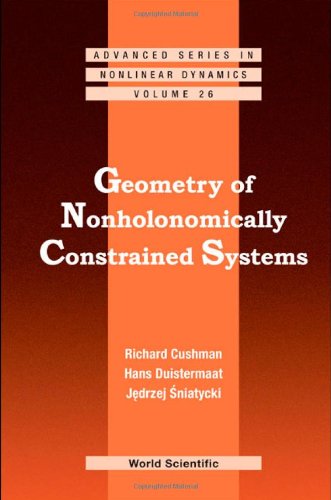 ADVANCED SERIES IN
NONLINEAR DYNAMICS
VOLUME 26
Geometry of
Nonholonomically
Constrained Systems
Richard Cushman
Hans Duistermaat
Jędrzej Śniatycki
World Scientific